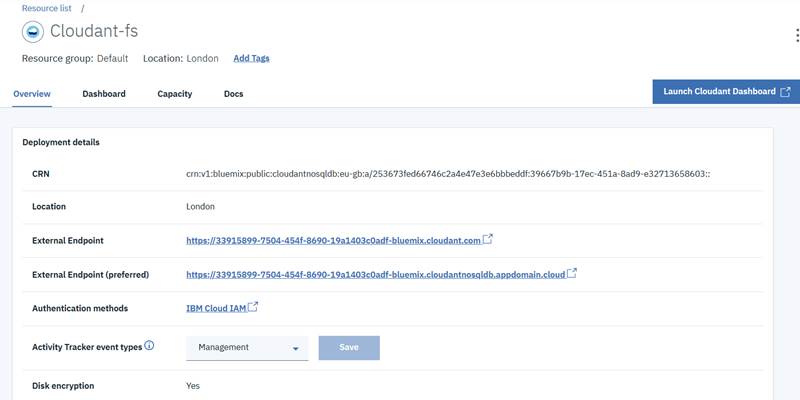 Resource list /
Cloudant-fs
Resource group: Default Location: London Add Tags
Overview Dashboard Capacity Docs Launch Cloudant Dashboard
Deployment details
CRN crn:v1:bluemix:public:cloudantnosqldb:eu-gb:a/253673fed66746c2a4e47e3e6bbbeddf:39667b9b-17ec-451a-8ad9-e32713658603::
Location London
External Endpoint https://33915899-7504-454f-8690-19a1403c0adf-bluemix.cloudant.com
External Endpoint (preferred) https://33915899-7504-454f-8690-19a1403c0adf-bluemix.cloudantnosqldb.appdomain.cloud
Authentication methods IBM Cloud IAM
Activity Tracker event types Management Save
Disk encryption Yes